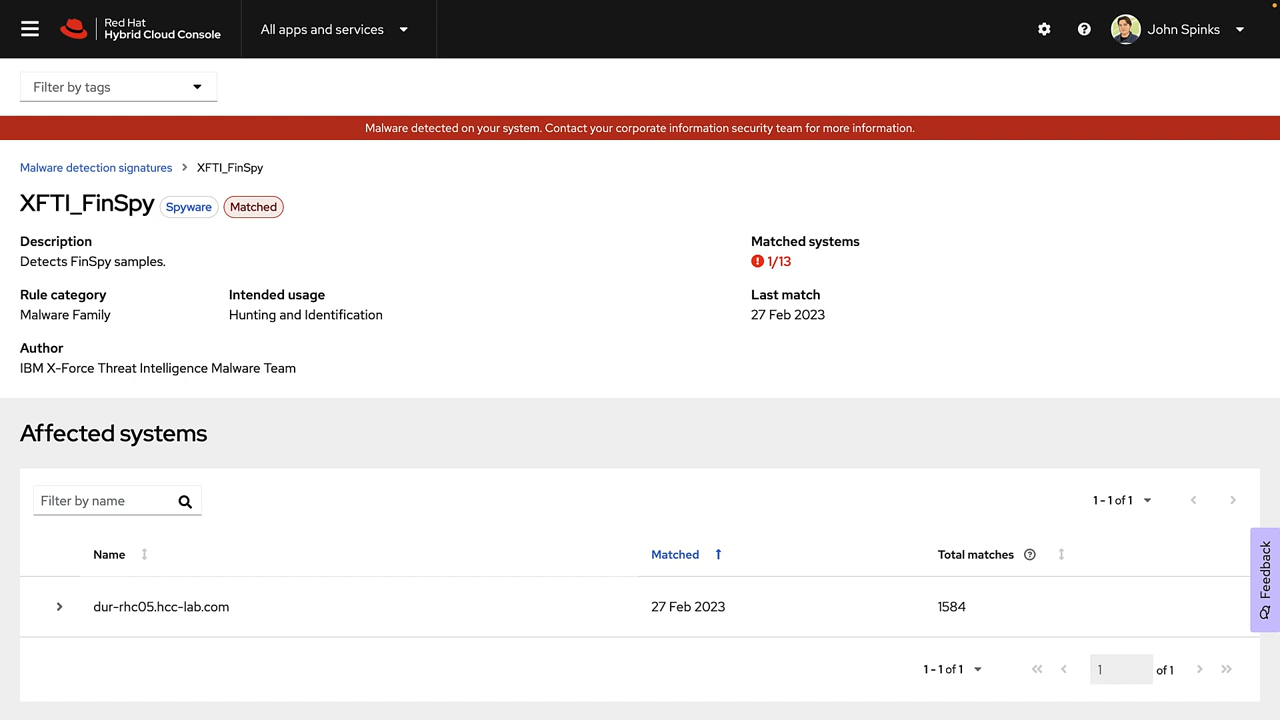 Red Hat
Hybrid Cloud Console
All apps and services
John Spinks
Filter by tags
Malware detected on your system. Contact your corporate information security team for more information.
Malware detection signatures > XFTI_FinSpy
XFTI_FinSpy Spyware Matched
Description
Detects FinSpy samples.
Matched systems
1/13
Rule category
Malware Family
Intended usage
Hunting and Identification
Last match
27 Feb 2023
Author
IBM X-Force Threat Intelligence Malware Team
Affected systems
Filter by name
1 - 1 of 1
Name Matched Total matches
dur-rhc05.hcc-lab.com 27 Feb 2023 1584
1 - 1 of 1
1 of 1
Feedback